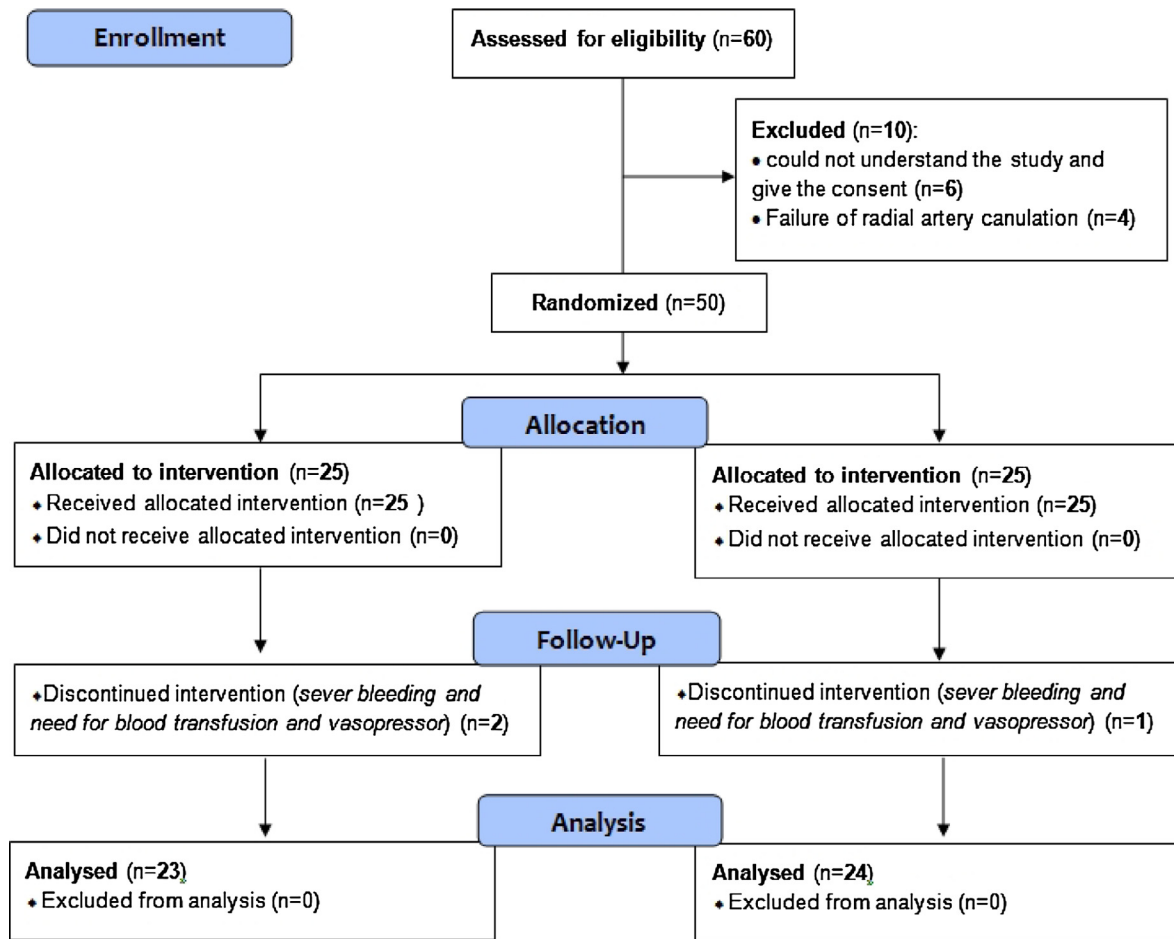 Enrollment
Assessed for eligibility (n=60)
Excluded (n=10):
• could not understand the study and
give the consent (n=6)
• Failure of radial artery canulation (n=4)
Randomized (n=50)
Allocation
Allocated to intervention (n=25)
♦ Received allocated intervention (n=25 )
♦ Did not receive allocated intervention (n=0)
Allocated to intervention (n=25)
♦ Received allocated intervention (n=25)
♦ Did not receive allocated intervention (n=0)
Follow-Up
♦Discontinued intervention (sever bleeding and
need for blood transfusion and vasopressor) (n=2)
♦Discontinued intervention (sever bleeding and
need for blood transfusion and vasopressor) (n=1)
Analysis
Analysed (n=23)
♦ Excluded from analysis (n=0)
Analysed (n=24)
♦ Excluded from analysis (n=0)